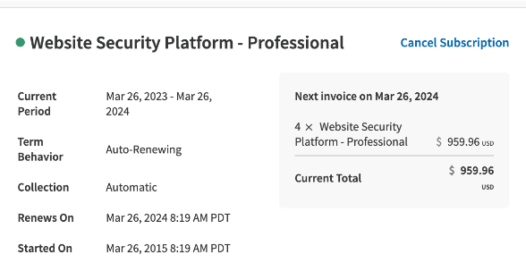 Website Security Platform - Professional
Cancel Subscription
Current
Period
Mar 26, 2023 - Mar 26,
2024
Term
Behavior
Auto-Renewing
Collection
Automatic
Renews On
Mar 26, 2024 8:19 AM PDT
Started On
Mar 26, 2015 8:19 AM PDT
Next invoice on Mar 26, 2024
4 × Website Security
Platform - Professional
$ 959.96 USD
Current Total
$ 959.96
USD